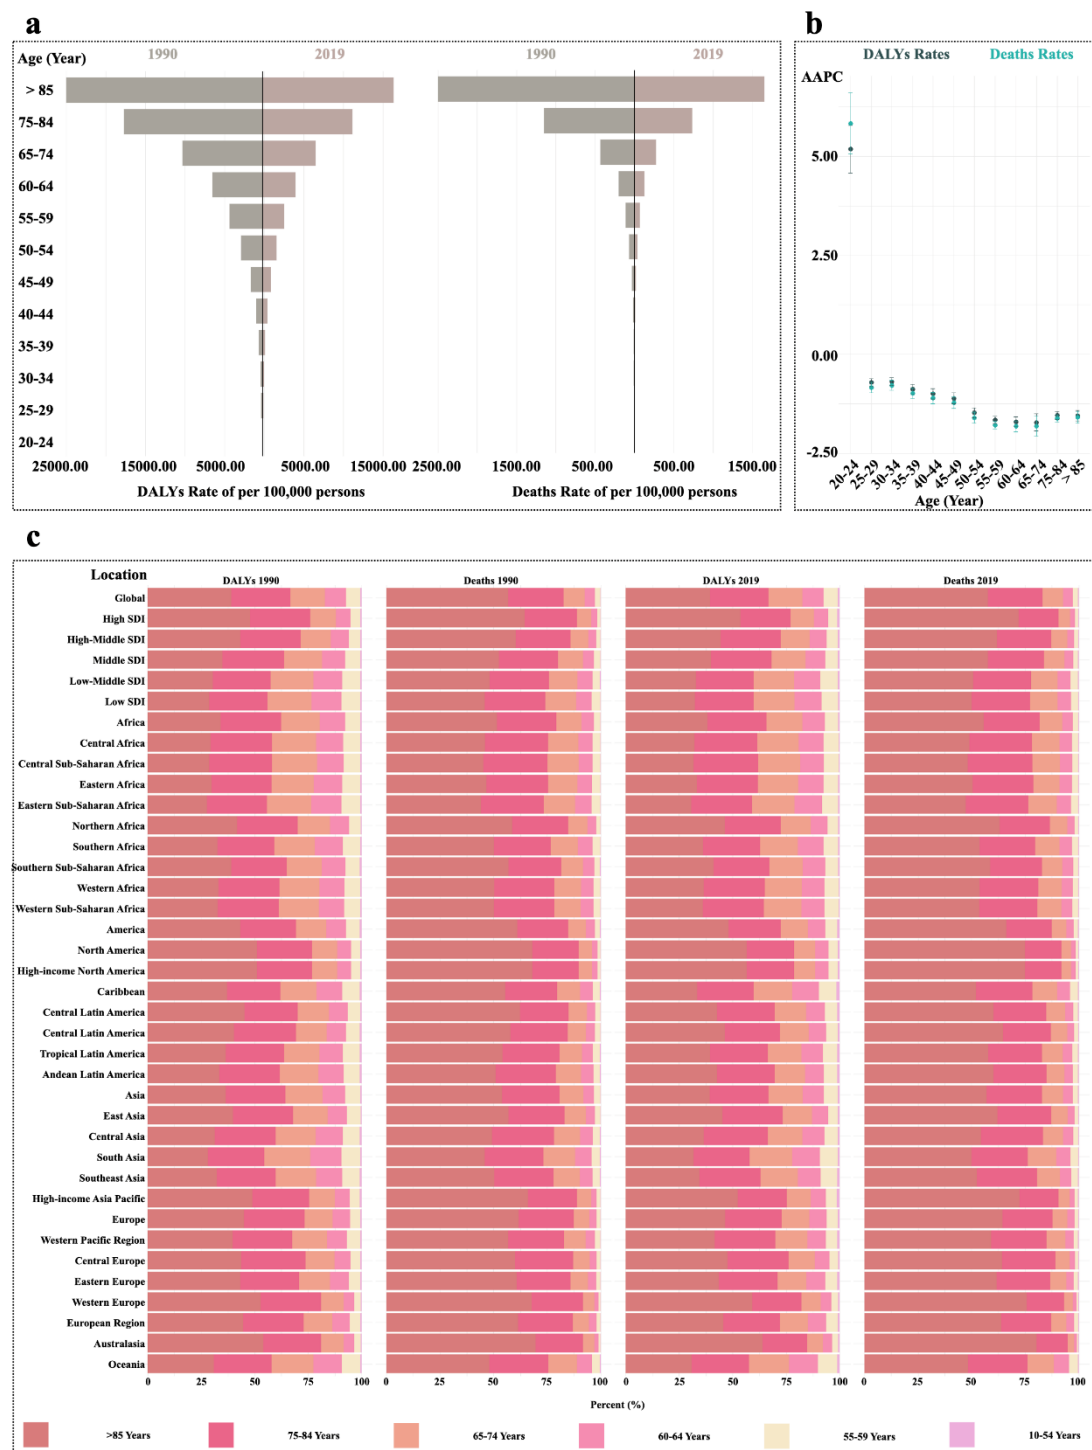 a
1990 2019 1990 2019
Age (Year)
> 85
75-84
65-74
60-64
55-59
50-54
45-49
40-44
35-39
30-34
25-29
20-24
25000.00 15000.00 5000.00 5000.00 15000.00 2500.00 1500.00 500.00 500.00 1500.00
DALYs Rate of per 100,000 persons Deaths Rate of per 100,000 persons
b
DALYs Rates Deaths Rates
AAPC
5.00
2.50
0.00
-2.50
20-24 25-29 30-34 35-39 40-44 45-49 50-54 55-59 60-64 65-74 75-84 > 85
Age (Year)
c
Location
DALYs 1990 Deaths 1990 DALYs 2019 Deaths 2019
Global
High SDI
High-Middle SDI
Middle SDI
Low-Middle SDI
Low SDI
Africa
Central Africa
Central Sub-Saharan Africa
Eastern Africa
Eastern Sub-Saharan Africa
Northern Africa
Southern Africa
Southern Sub-Saharan Africa
Western Africa
Western Sub-Saharan Africa
America
North America
High-income North America
Caribbean
Central Latin America
Central Latin America
Tropical Latin America
Andean Latin America
Asia
East Asia
Central Asia
South Asia
Southeast Asia
High-income Asia Pacific
Europe
Western Pacific Region
Central Europe
Eastern Europe
Western Europe
European Region
Australasia
Oceania
0 25 50 75 100 0 25 50 75 100 0 25 50 75 100 0 25 50 75 100
Percent (%)
>85 Years 75-84 Years 65-74 Years 60-64 Years 55-59 Years 10-54 Years